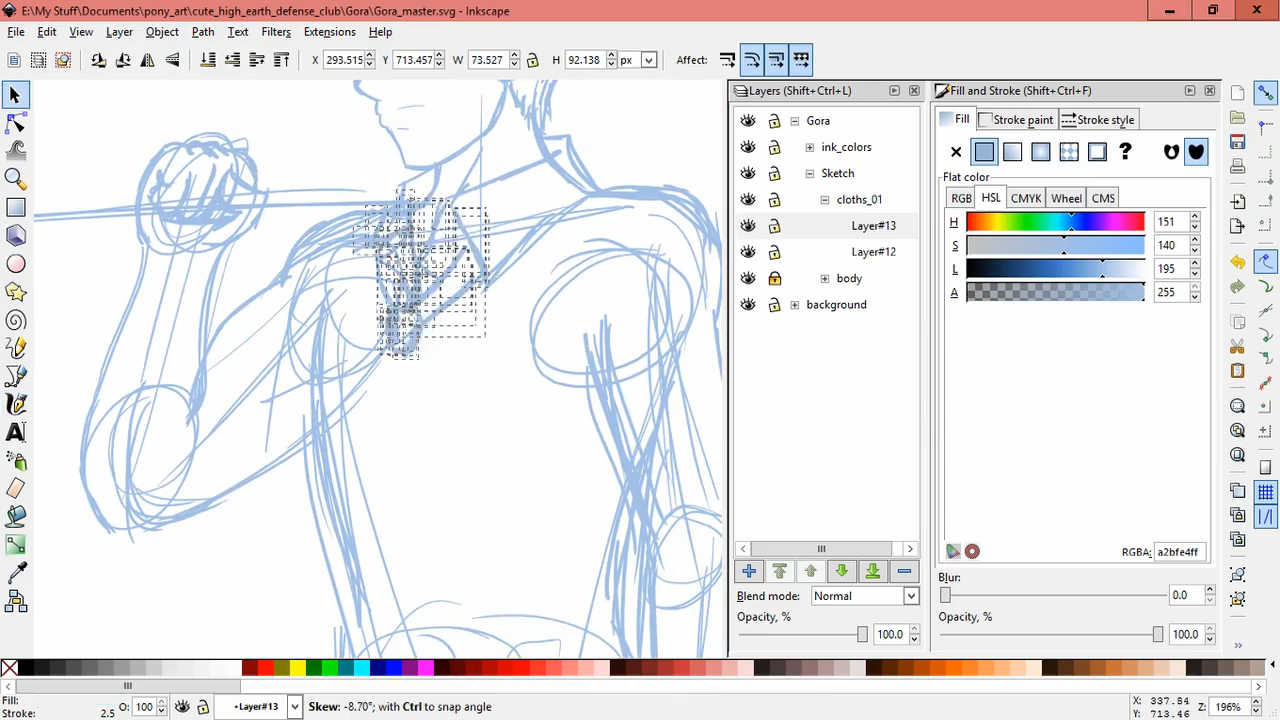 E:\My Stuff\Documents\pony_art\cute_high_earth_defense_club\Gora\Gora_master.svg - Inkscape
File Edit View Layer Object Path Text Filters Extensions Help
X 293.515 Y 713.457 W 73.527 H 92.138 px Affect:
Layers (Shift+Ctrl+L)
Gora
ink_colors
Sketch
cloths_01
Layer#13
Layer#12
body
background
Blend mode: Normal
Opacity, %
100.0
Fill and Stroke (Shift+Ctrl+F)
Fill Stroke paint Stroke style
?
Flat color
RGB HSL CMYK Wheel CMS
H 151
S 140
L 195
A 255
RGBA: a2bfe4ff
Blur:
0.0
Opacity, %
100.0
Fill:
Stroke: 2.5
O: 100
Layer#13
Skew: -8.70°; with Ctrl to snap angle
X: 337.84
Y: 713.46
Z: 196%